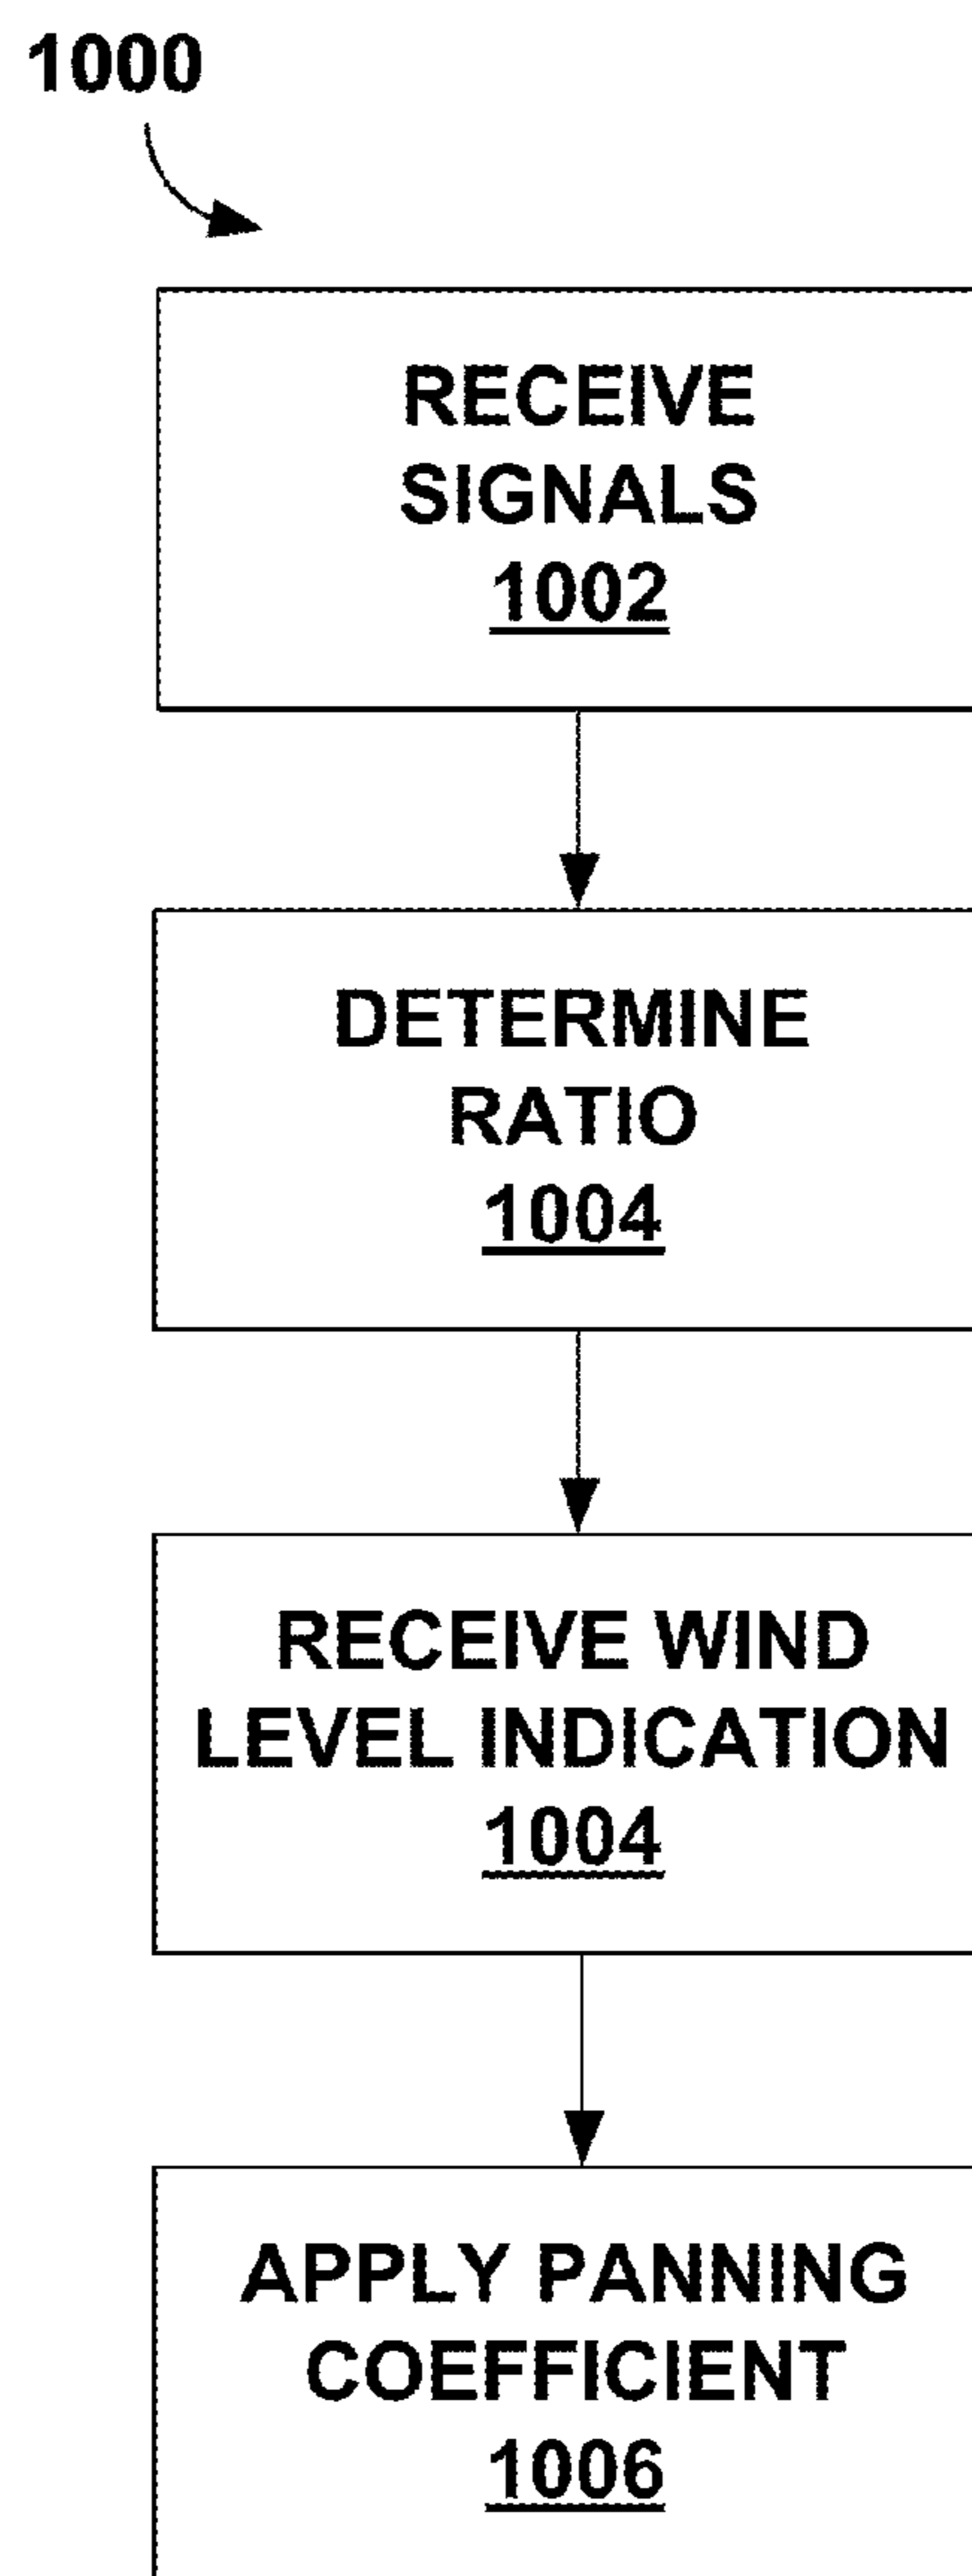 1000
RECEIVE
SIGNALS
1002
DETERMINE
RATIO
1004
RECEIVE WIND
LEVEL INDICATION
1004
APPLY PANNING
COEFFICIENT
1006